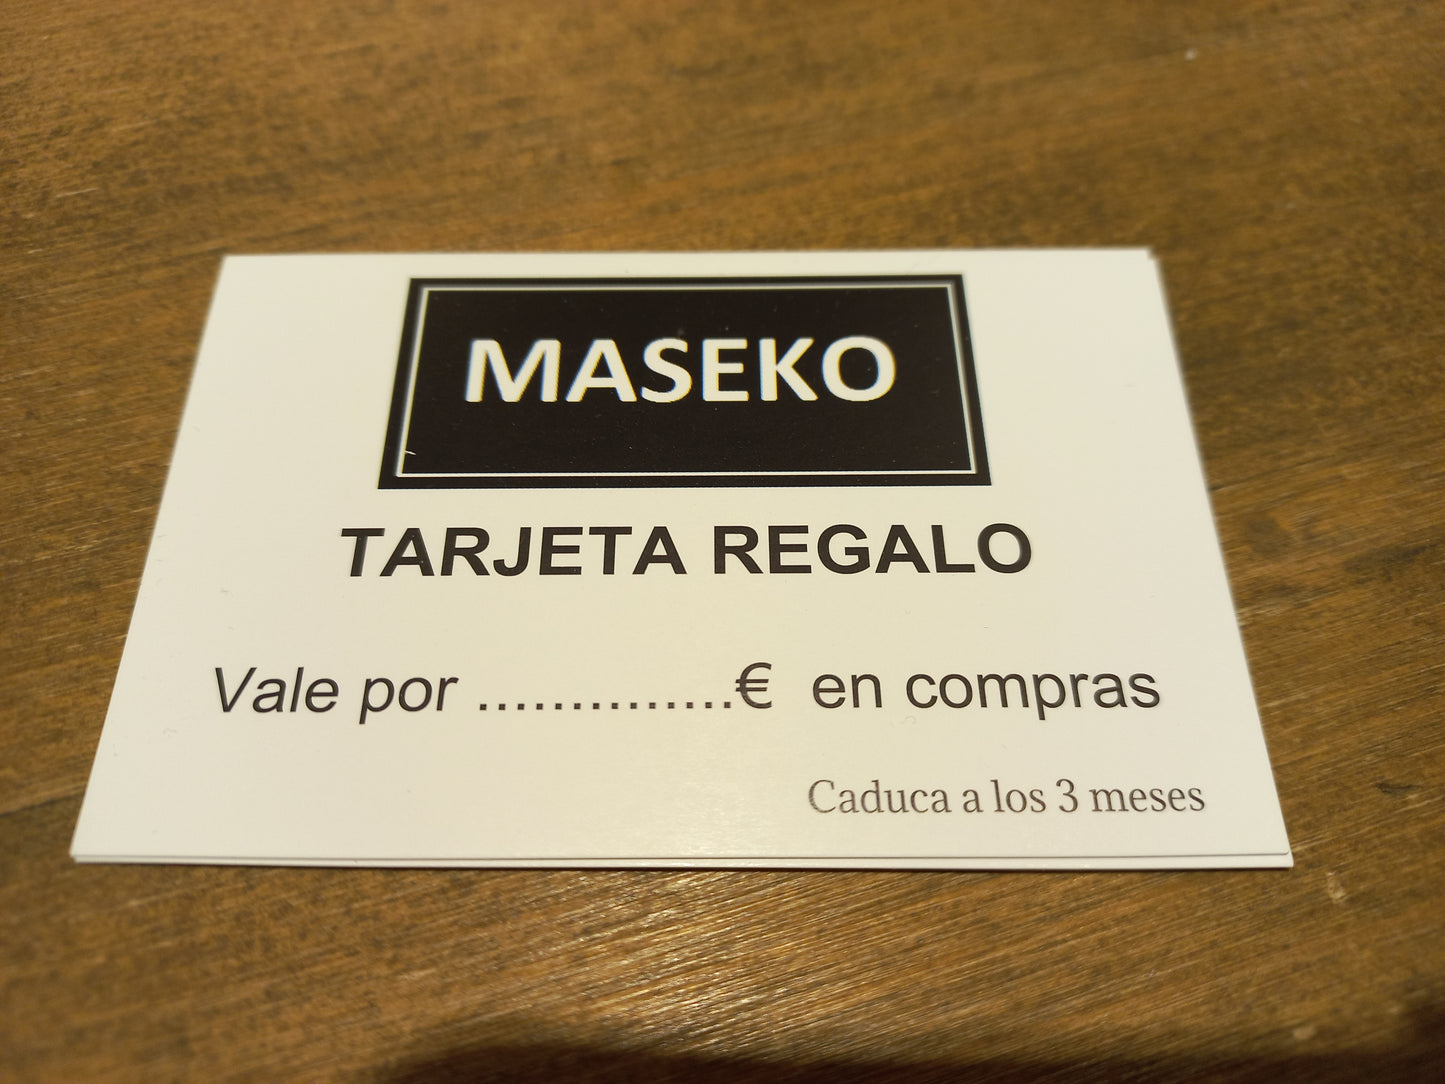 MASEKO
TARJETA REGALO
Vale por ..............€ en compras
Caduca a los 3 meses